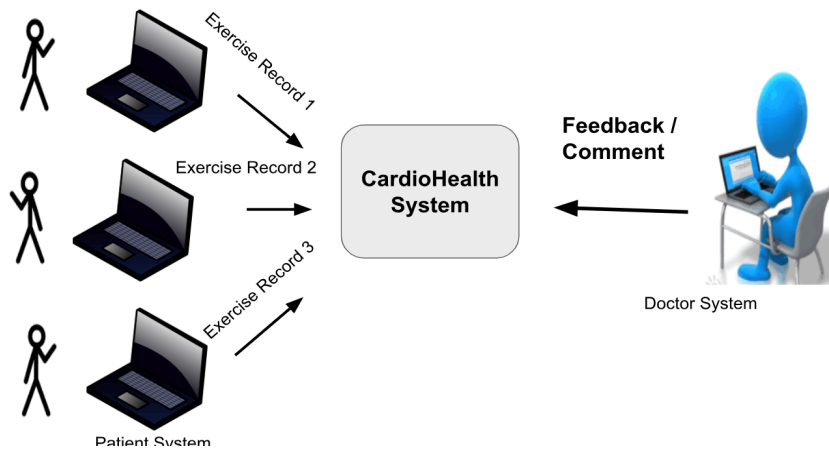 Exercise Record 1
Exercise Record 2
Exercise Record 3
CardioHealth
System
Feedback /
Comment
Doctor System
Patient System